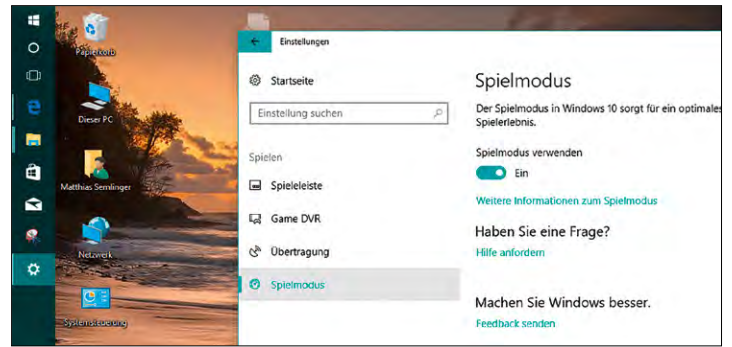 Papierkorb
Dieser PC
Matthias Semlinger
Netzwerk
Systemsteuerung
Einstellungen
Startseite
Einstellung suchen
Spielen
Spieleleiste
Game DVR
Übertragung
Spielmodus
Spielmodus
Der Spielmodus in Windows 10 sorgt für ein optimales
Spielerlebnis.
Spielmodus verwenden
Ein
Weitere Informationen zum Spielmodus
Haben Sie eine Frage?
Hilfe anfordern
Machen Sie Windows besser.
Feedback senden